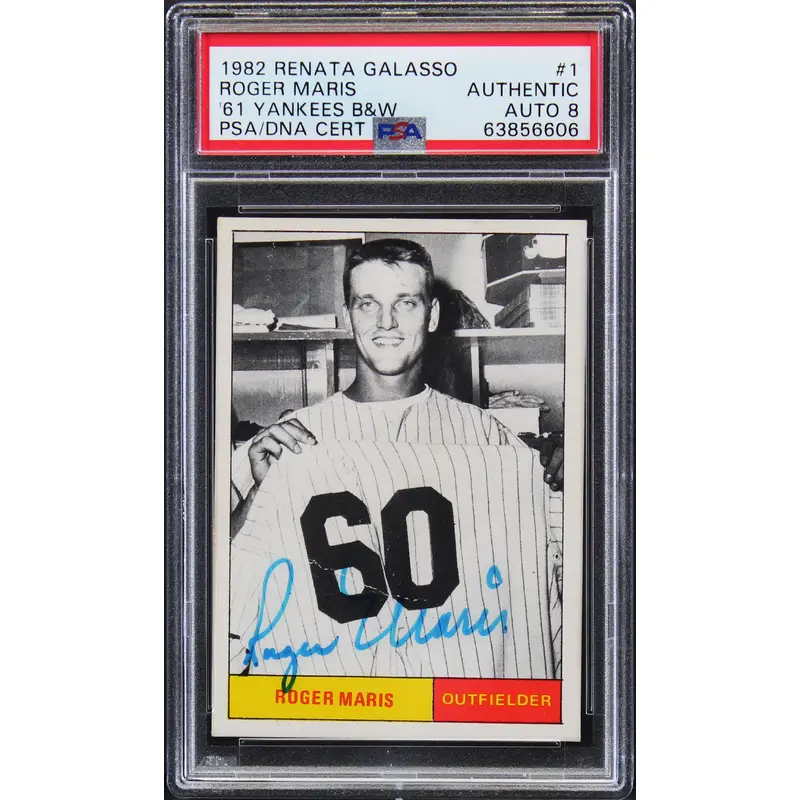 1982 RENATA GALASSO #1
ROGER MARIS AUTHENTIC
'61 YANKEES B&W AUTO 8
PSA/DNA CERT PSA 63856606
60
Roger Maris
ROGER MARIS OUTFIELDER